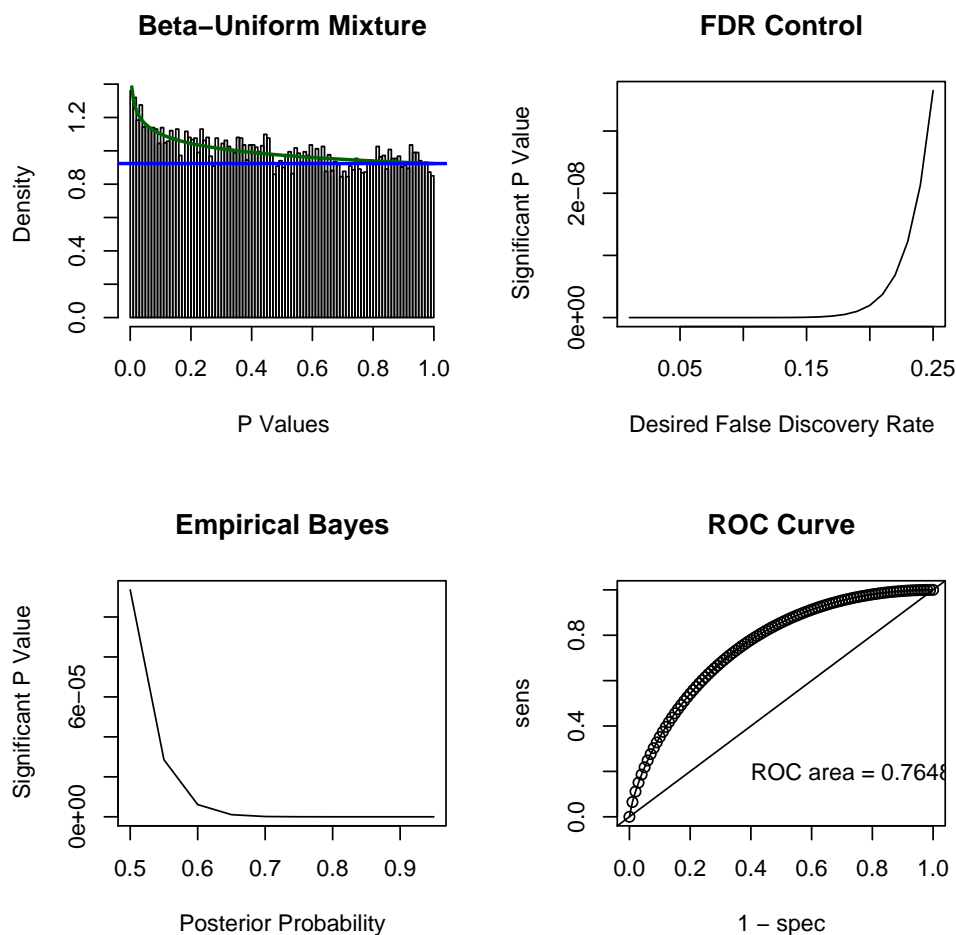 Beta−Uniform Mixture
Density
0.0 0.4 0.8 1.2
0.0 0.2 0.4 0.6 0.8 1.0
P Values
FDR Control
Significant P Value
0e+00 2e−08
0.05 0.15 0.25
Desired False Discovery Rate
Empirical Bayes
Significant P Value
0e+00 6e−05
0.5 0.6 0.7 0.8 0.9
Posterior Probability
ROC Curve
sens
0.0 0.4 0.8
ROC area = 0.7648
0.0 0.2 0.4 0.6 0.8 1.0
1 − spec